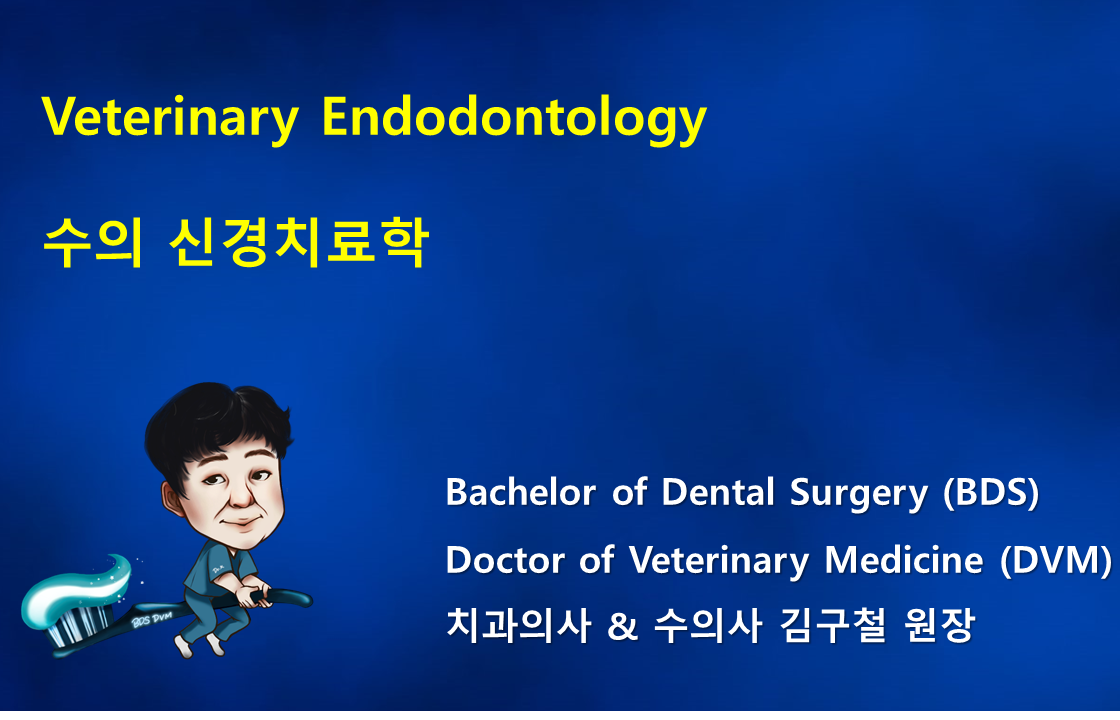 Veterinary Endodontology
수의 신경치료학
Bachelor of Dental Surgery (BDS)
Doctor of Veterinary Medicine (DVM)
치과의사 & 수의사 김구철 원장
BDS DVM